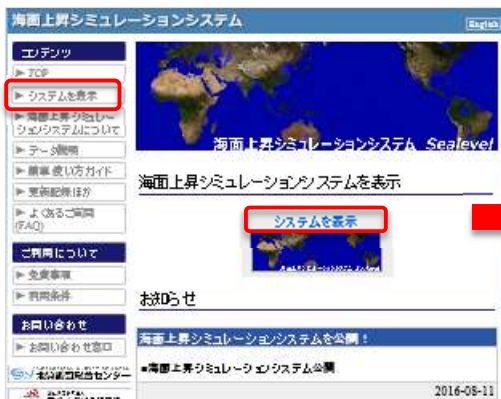 海面上昇シミュレーションシステム
English
コンテンツ
TOP
システムを表示
海面上昇シミュレー
ションシステムについて
データ説明
簡単使い方ガイド
更新記録ほか
よくあるご質問
(FAQ)
ご利用について
免責事項
利用条件
お問い合わせ
お問い合わせ窓口
海面上昇シミュレーションシステム Sealevel
海面上昇シミュレーションシステムを表示
システムを表示
お知らせ
海面上昇シミュレーションシステムを公開！
■海面上昇シミュレーションシステム公開
2016-08-11